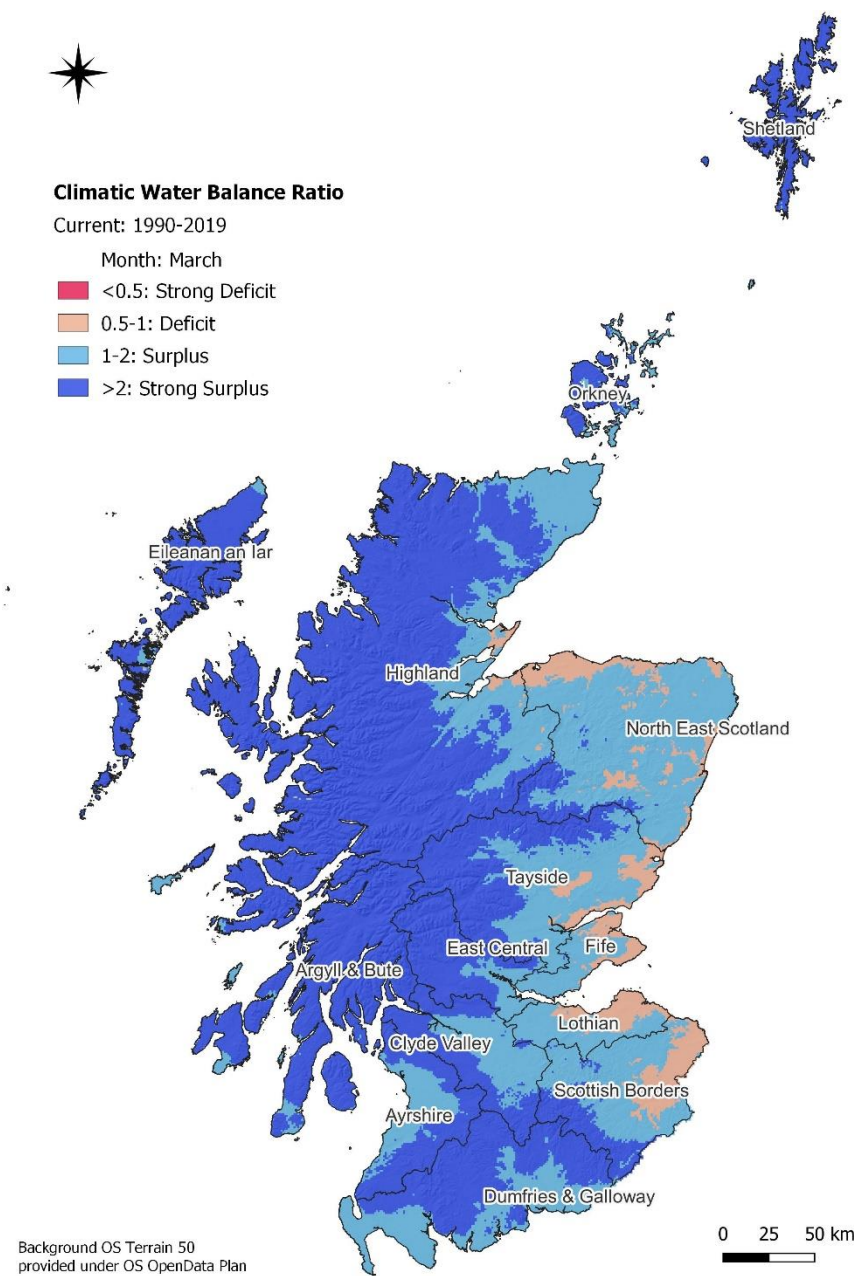 Shetland
Climatic Water Balance Ratio
Current: 1990-2019
Month: March
<0.5: Strong Deficit
0.5-1: Deficit
1-2: Surplus
>2: Strong Surplus
Orkney
Eileanan an Iar
Highland
North East Scotland
Tayside
East Central
Fife
Argyll & Bute
Lothian
Clyde Valley
Scottish Borders
Ayrshire
Dumfries & Galloway
0 25 50 km
Background OS Terrain 50
provided under OS OpenData Plan